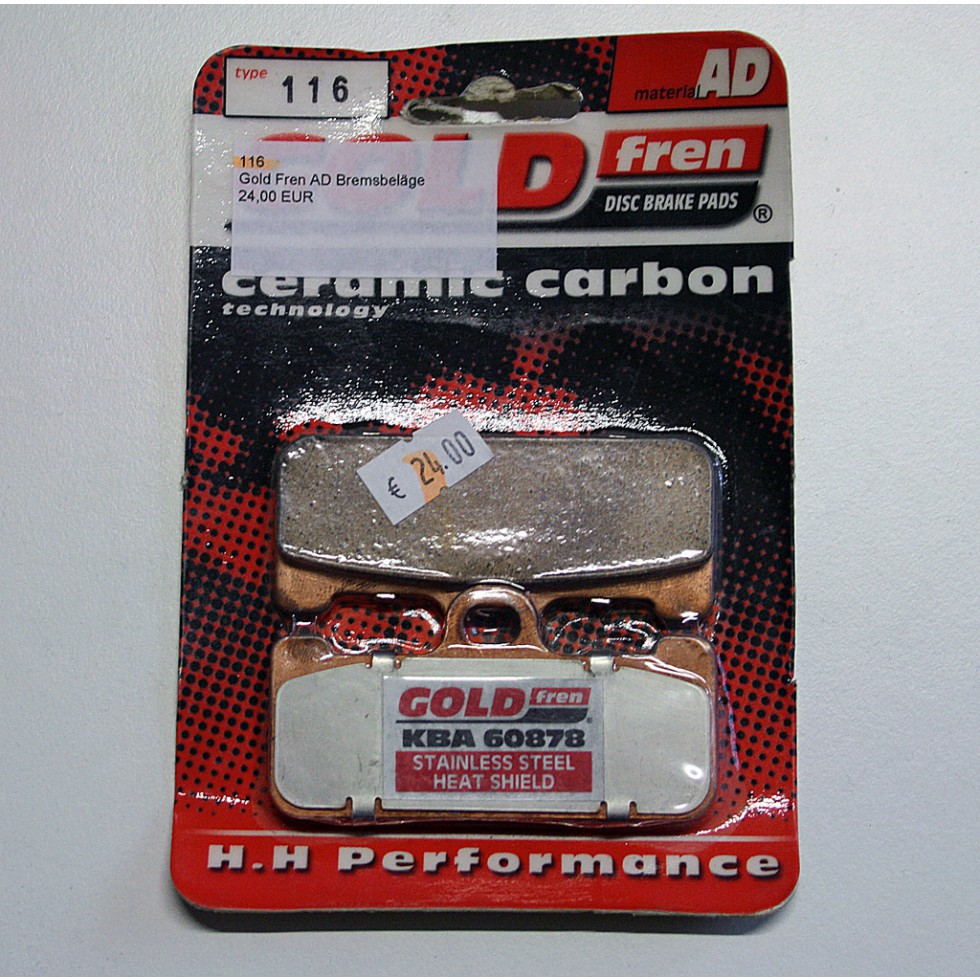 type 116
material AD
GOLD fren
DISC BRAKE PADS
®
116
Gold Fren AD Bremsbeläge
24,00 EUR
ceramic carbon
technology
€ 24.00
GOLD fren
®
KBA 60878
STAINLESS STEEL
HEAT SHIELD
H.H Performance